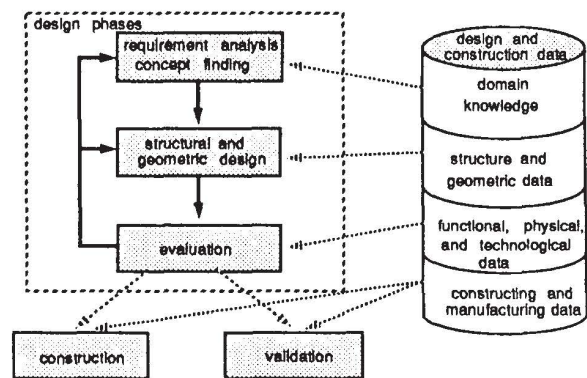 design phases
requirement analysis
concept finding
structural and
geometric design
evaluation
construction
validation
design and
construction data
domain
knowledge
structure and
geometric data
functional, physical,
and technological
data
constructing and
manufacturing data